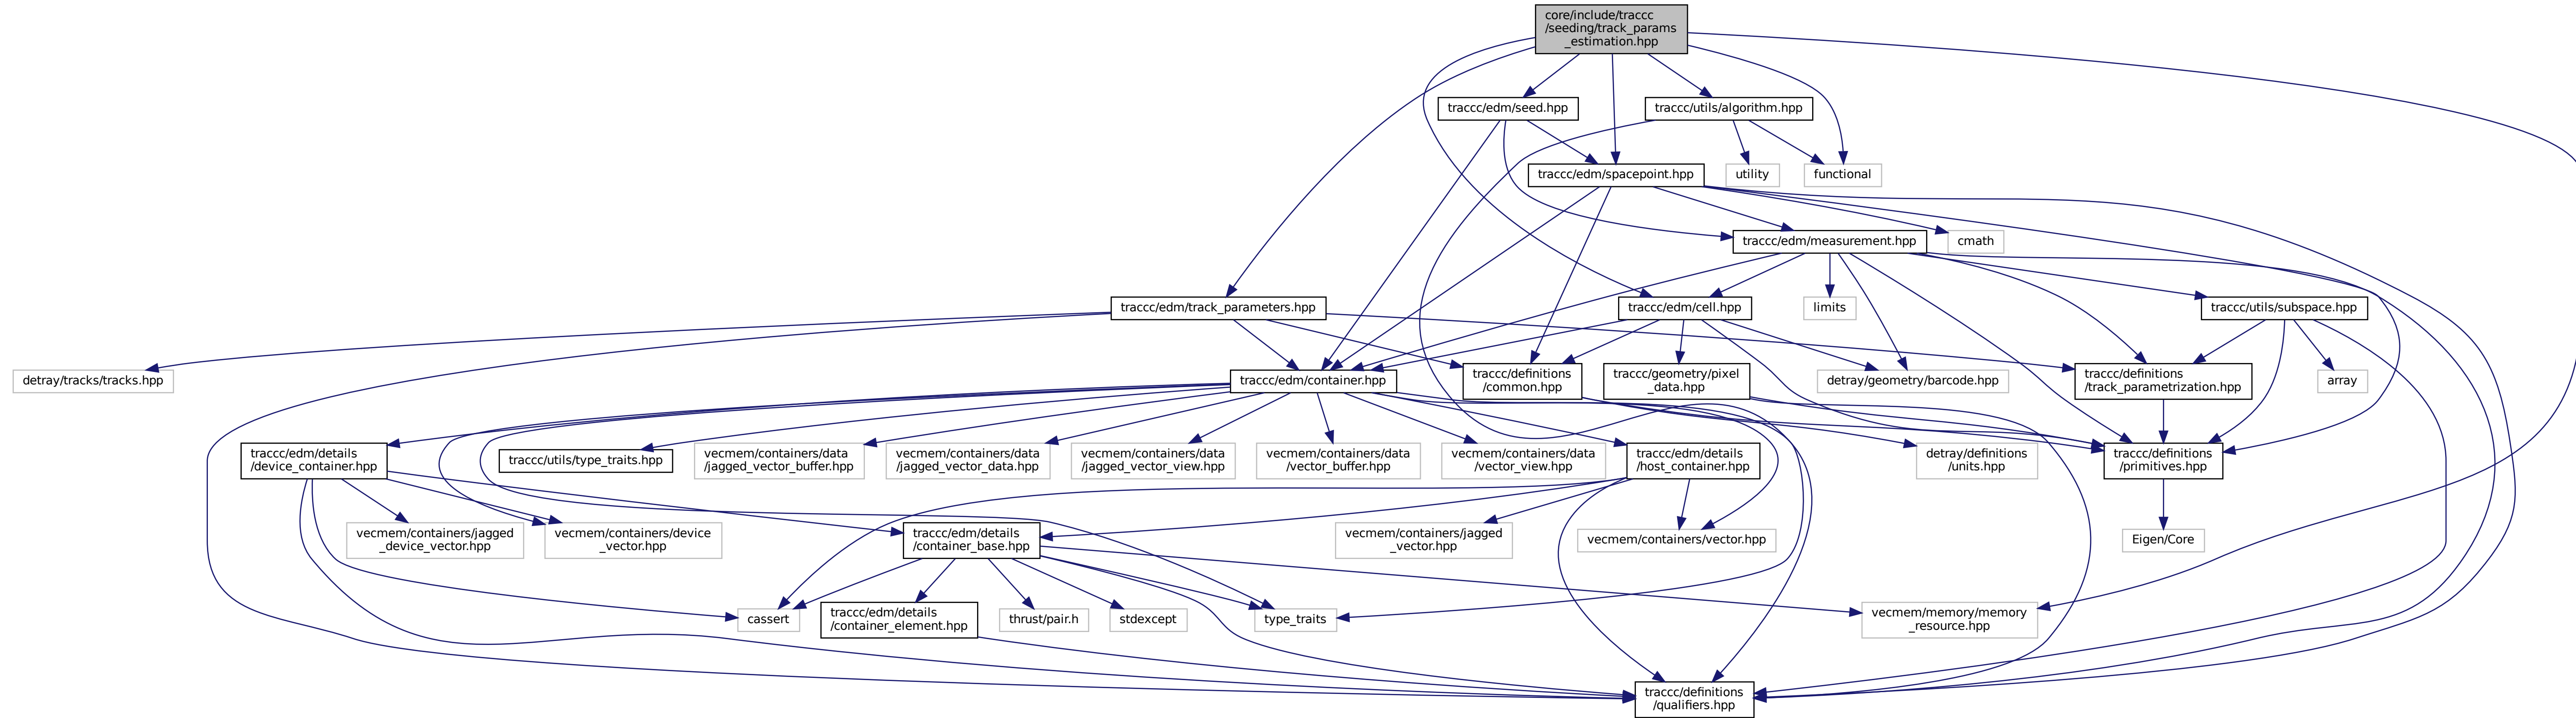 core/include/traccc
/seeding/track_params
_estimation.hpp
traccc/edm/seed.hpp
traccc/utils/algorithm.hpp
traccc/edm/spacepoint.hpp
utility
functional
traccc/edm/measurement.hpp
cmath
traccc/edm/track_parameters.hpp
traccc/edm/cell.hpp
limits
traccc/utils/subspace.hpp
detray/tracks/tracks.hpp
traccc/edm/container.hpp
traccc/definitions
/common.hpp
traccc/geometry/pixel
_data.hpp
detray/geometry/barcode.hpp
traccc/definitions
/track_parametrization.hpp
array
traccc/edm/details
/device_container.hpp
traccc/utils/type_traits.hpp
vecmem/containers/data
/jagged_vector_buffer.hpp
vecmem/containers/data
/jagged_vector_data.hpp
vecmem/containers/data
/jagged_vector_view.hpp
vecmem/containers/data
/vector_buffer.hpp
vecmem/containers/data
/vector_view.hpp
traccc/edm/details
/host_container.hpp
detray/definitions
/units.hpp
traccc/definitions
/primitives.hpp
vecmem/containers/jagged
_device_vector.hpp
vecmem/containers/device
_vector.hpp
traccc/edm/details
/container_base.hpp
vecmem/containers/jagged
_vector.hpp
vecmem/containers/vector.hpp
Eigen/Core
cassert
traccc/edm/details
/container_element.hpp
thrust/pair.h
stdexcept
type_traits
vecmem/memory/memory
_resource.hpp
traccc/definitions
/qualifiers.hpp